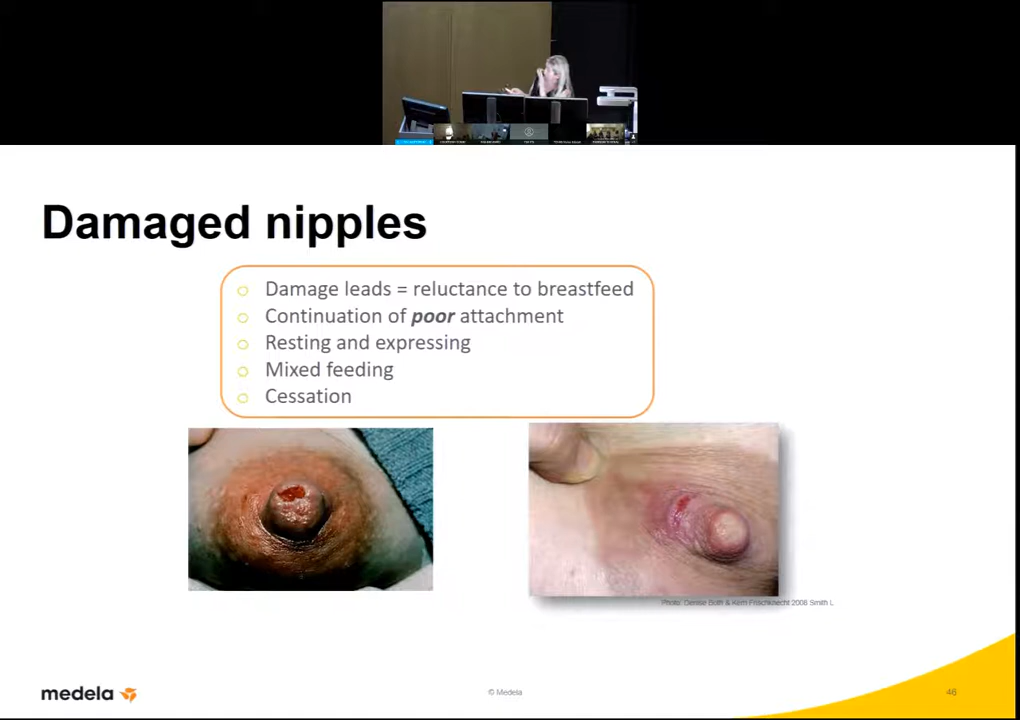 Damaged nipples
Damage leads = reluctance to breastfeed
Continuation of poor attachment
Resting and expressing
Mixed feeding
Cessation
Photo: Denise Both & Kerri Frischknecht 2008 Smith L
medela
© Medela
46